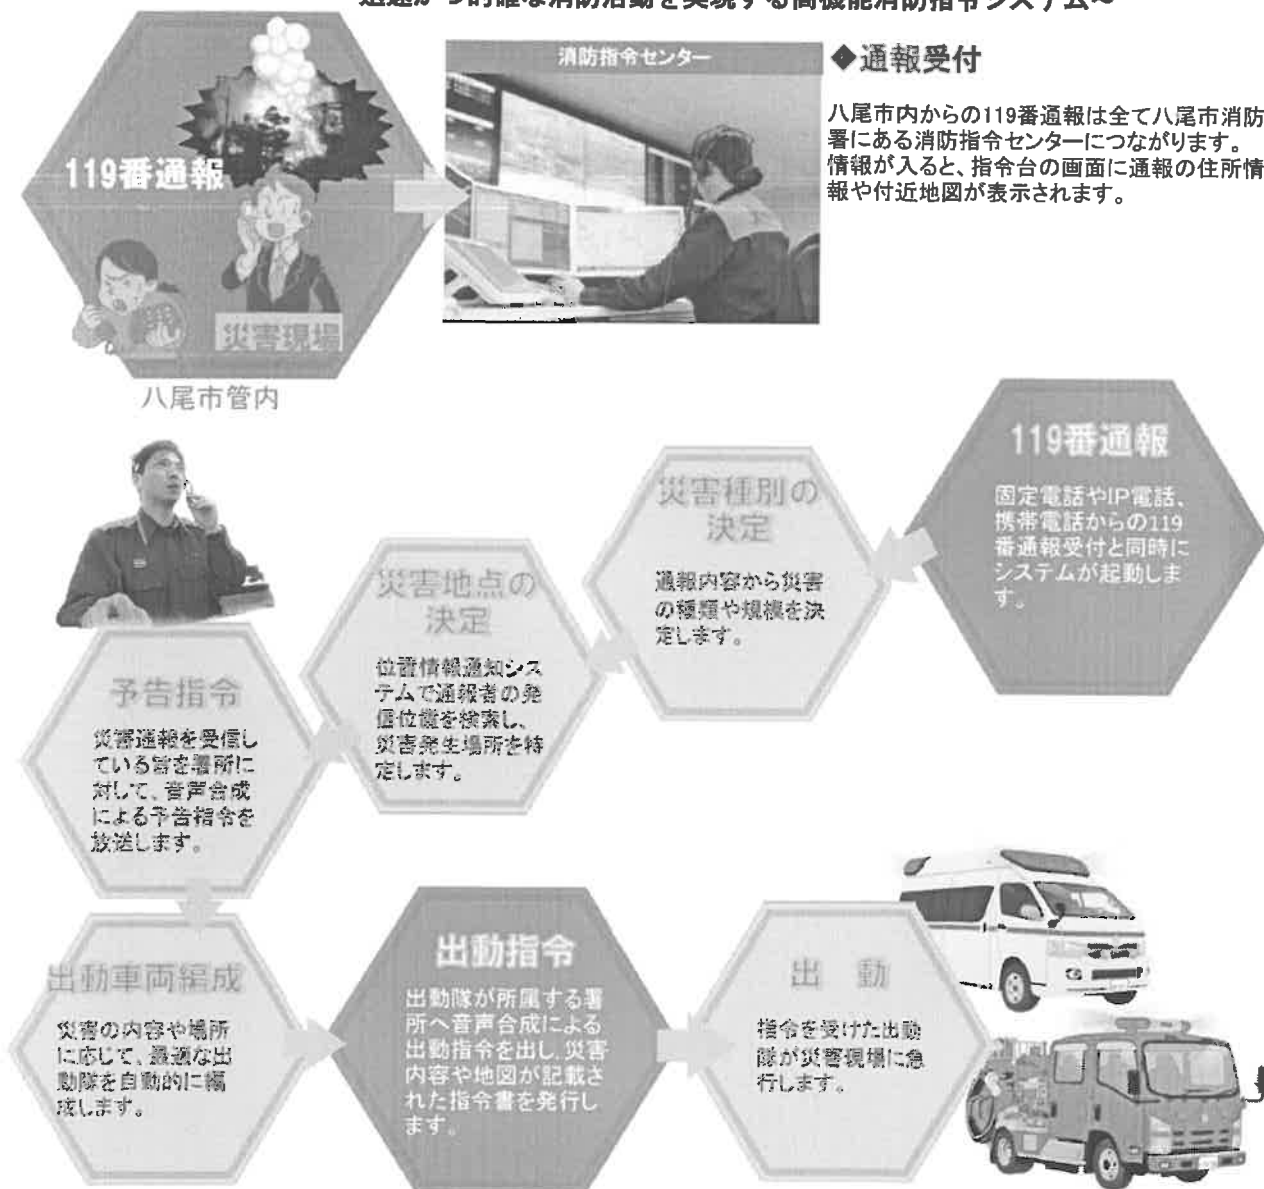 迅速かつ的確な消防活動を実現する高機能消防指令システム～
119番通報
災害現場
八尾市管内
消防指令センター
◆通報受付
八尾市内からの119番通報は全て八尾市消防
署にある消防指令センターにつながります。
情報が入ると、指令台の画面に通報の住所情
報や付近地図が表示されます。
119番通報
固定電話やIP電話、
携帯電話からの119
番通報受付と同時に
システムが起動しま
す。
災害種別の
決定
通報内容から災害
の種類や規模を決
定します。
災害地点の
決定
位置情報通知シス
テムで通報者の発
信位置を検索し、
災害発生場所を特
定します。
予告指令
災害通報を受信し
ている旨を署所に
対して、音声合成
による予告指令を
放送します。
出動車両編成
災害の内容や場所
に応じて、最適な出
動隊を自動的に編
成します。
出動指令
出動隊が所属する署
所へ音声合成による
出動指令を出し、災害
内容や地図が記載さ
れた指令書を発行し
ます。
出　動
指令を受けた出動
隊が災害現場に急
行します。